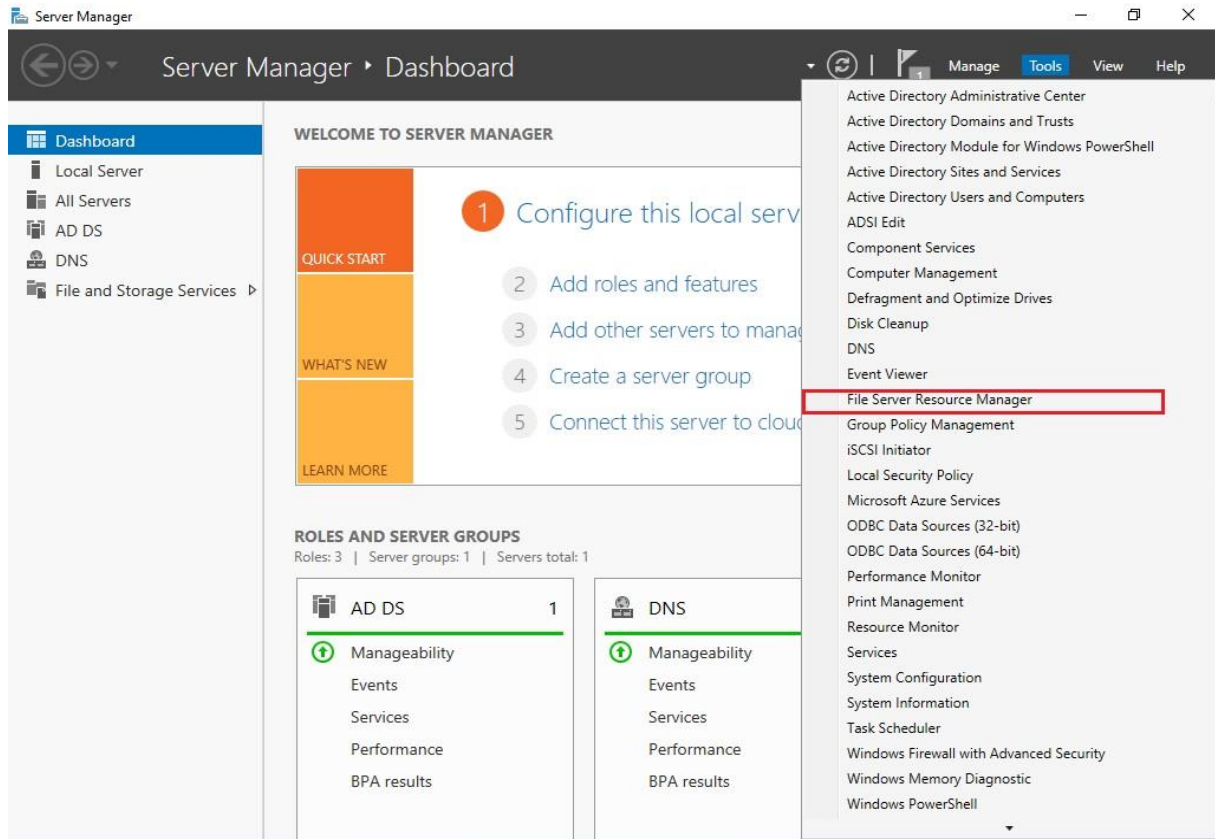 Server Manager
Server Manager • Dashboard
1
Manage
Tools
View
Help
Dashboard
Local Server
All Servers
AD DS
DNS
File and Storage Services
WELCOME TO SERVER MANAGER
QUICK START
WHAT'S NEW
LEARN MORE
1 Configure this local serv
2 Add roles and features
3 Add other servers to manag
4 Create a server group
5 Connect this server to cloud
ROLES AND SERVER GROUPS
Roles: 3 | Server groups: 1 | Servers total: 1
AD DS 1
Manageability
Events
Services
Performance
BPA results
DNS
Manageability
Events
Services
Performance
BPA results
Active Directory Administrative Center
Active Directory Domains and Trusts
Active Directory Module for Windows PowerShell
Active Directory Sites and Services
Active Directory Users and Computers
ADSI Edit
Component Services
Computer Management
Defragment and Optimize Drives
Disk Cleanup
DNS
Event Viewer
File Server Resource Manager
Group Policy Management
iSCSI Initiator
Local Security Policy
Microsoft Azure Services
ODBC Data Sources (32-bit)
ODBC Data Sources (64-bit)
Performance Monitor
Print Management
Resource Monitor
Services
System Configuration
System Information
Task Scheduler
Windows Firewall with Advanced Security
Windows Memory Diagnostic
Windows PowerShell